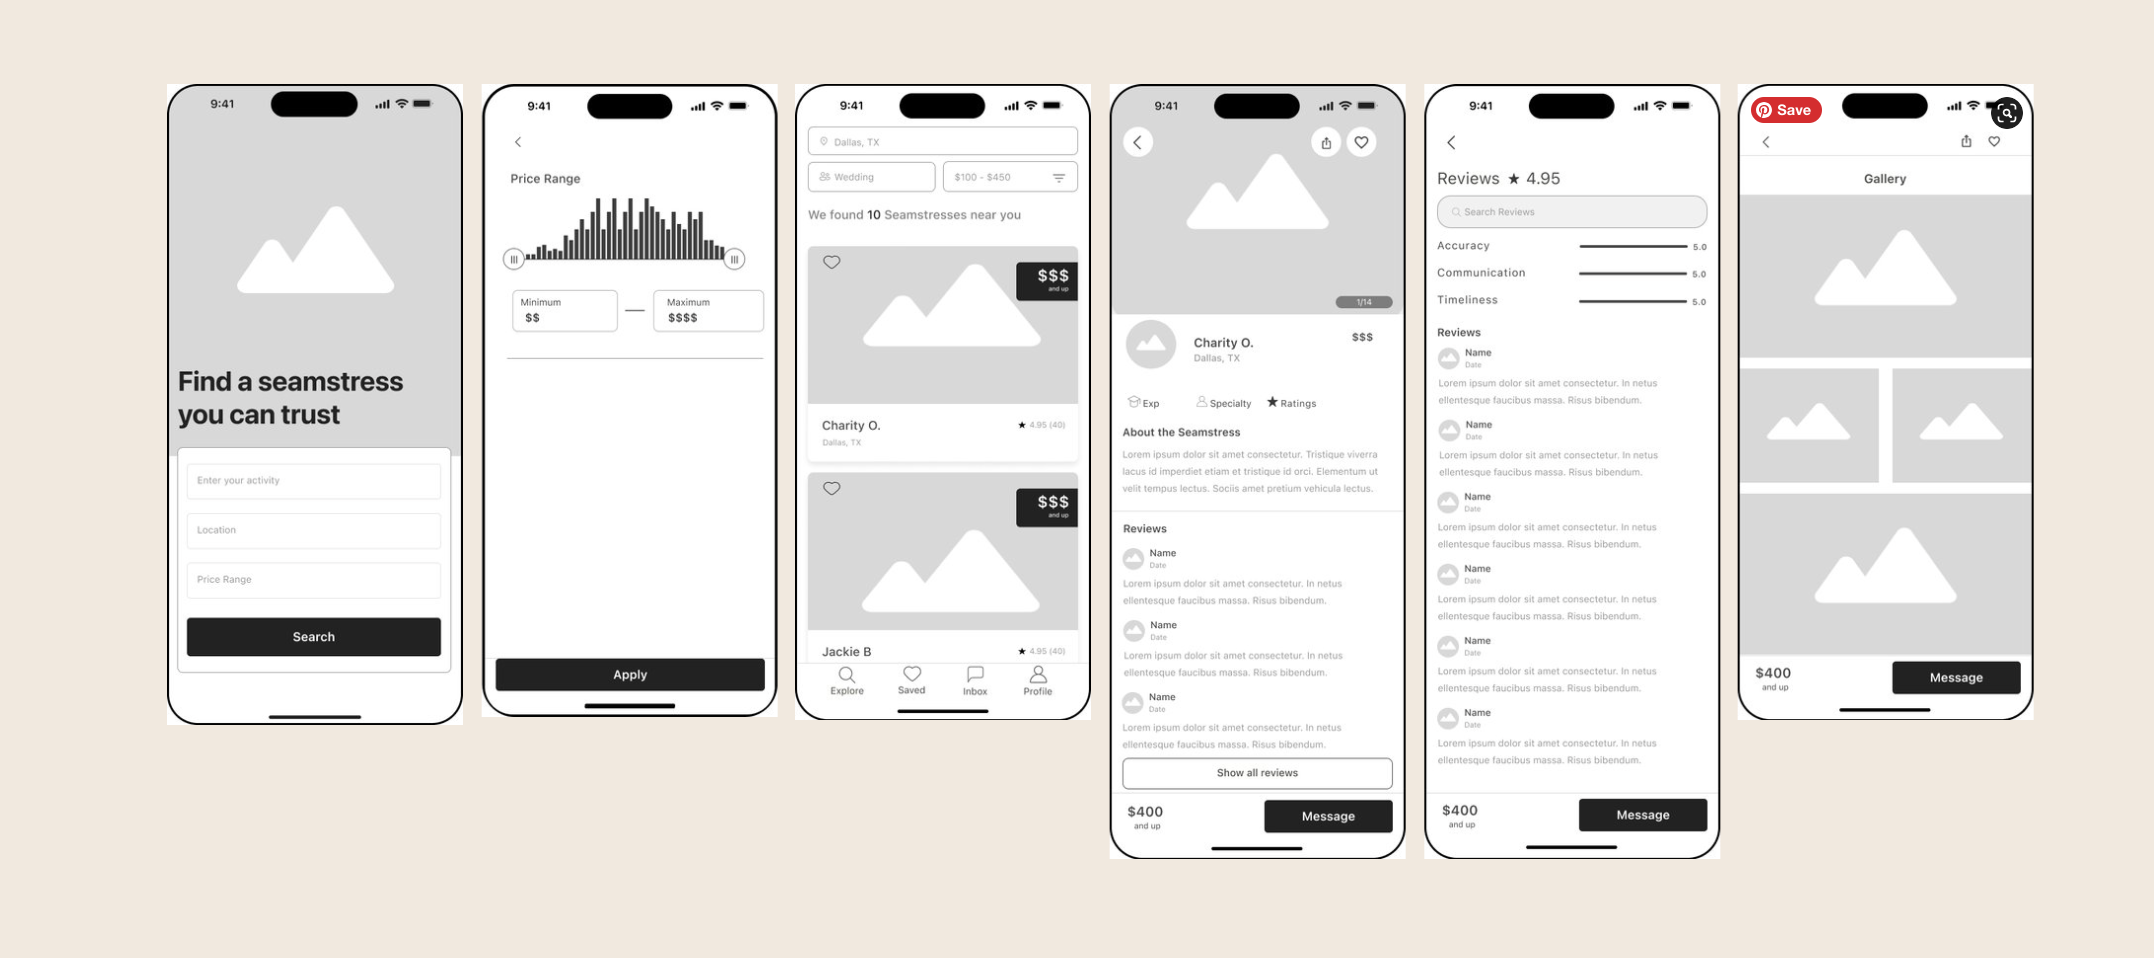 9:41
Find a seamstress
you can trust
Enter your activity
Location
Price Range
Search
9:41
Price Range
Minimum
$$
Maximum
$$$$
Apply
9:41
Dallas, TX
Wedding
$100 - $450
We found 10 Seamstresses near you
$$$
and up
Charity O.
4.95 (40)
Dallas, TX
$$$
and up
Jackie B
4.95 (40)
Explore
Saved
Inbox
Profile
9:41
1/14
Charity O.
$$$
Dallas, TX
Exp
Specialty
Ratings
About the Seamstress
Lorem ipsum dolor sit amet consectetur. Tristique viverra
lacus id imperdiet etiam et tristique id orci. Elementum ut
velit tempus lectus. Sociis amet pretium vehicula lectus.
Reviews
Name
Date
Lorem ipsum dolor sit amet consectetur. In netus
ellentesque faucibus massa. Risus bibendum.
Name
Date
Lorem ipsum dolor sit amet consectetur. In netus
ellentesque faucibus massa. Risus bibendum.
Name
Date
Lorem ipsum dolor sit amet consectetur. In netus
ellentesque faucibus massa. Risus bibendum.
Show all reviews
$400
and up
Message
9:41
Reviews ★ 4.95
Search Reviews
Accuracy 5.0
Communication 5.0
Timeliness 5.0
Reviews
Name
Date
Lorem ipsum dolor sit amet consectetur. In netus
ellentesque faucibus massa. Risus bibendum.
Name
Date
Lorem ipsum dolor sit amet consectetur. In netus
ellentesque faucibus massa. Risus bibendum.
Name
Date
Lorem ipsum dolor sit amet consectetur. In netus
ellentesque faucibus massa. Risus bibendum.
Name
Date
Lorem ipsum dolor sit amet consectetur. In netus
ellentesque faucibus massa. Risus bibendum.
Name
Date
Lorem ipsum dolor sit amet consectetur. In netus
ellentesque faucibus massa. Risus bibendum.
Name
Date
Lorem ipsum dolor sit amet consectetur. In netus
ellentesque faucibus massa. Risus bibendum.
$400
and up
Message
Save
Gallery
$400
and up
Message